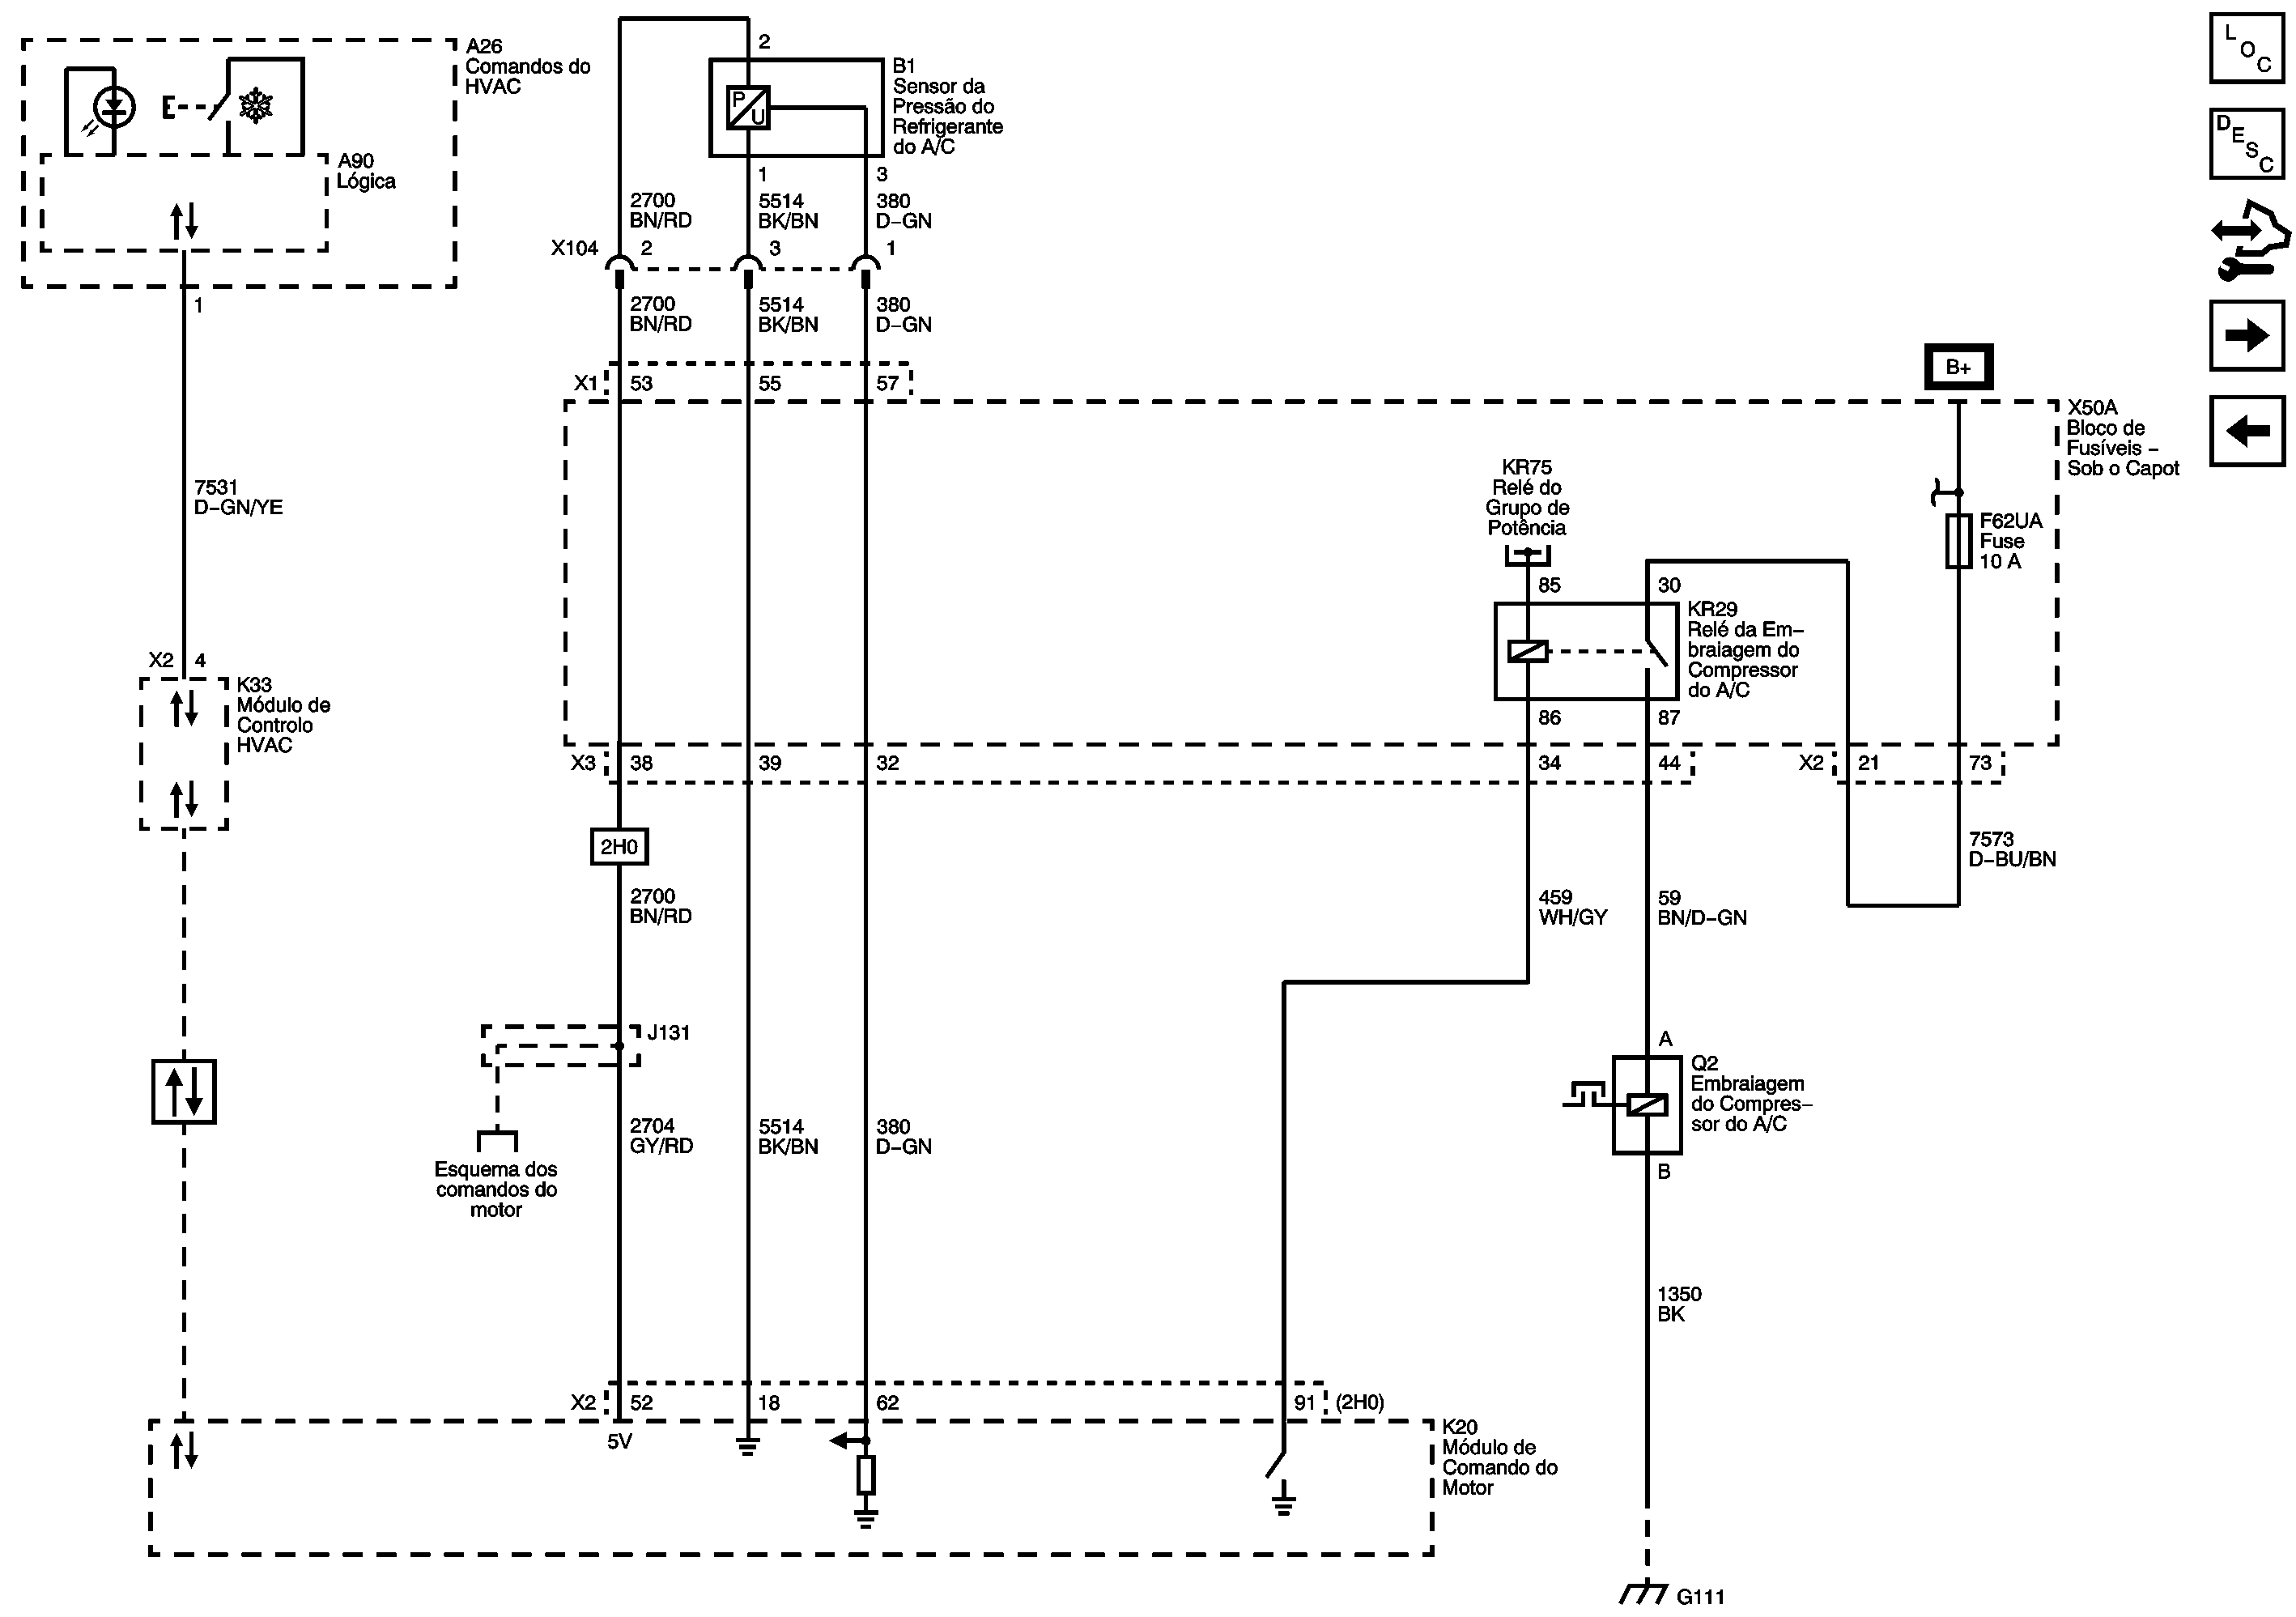 A26
Comandos do
HVAC
A90
Lógica
1
7531
D-GN/YE
X2 4
K33
Módulo de
Controlo
HVAC
2
B1
Sensor da
Pressão do
Refrigerante
do A/C
P
U
1
3
2700
BN/RD
5514
BK/BN
380
D-GN
X104 2
3
1
2700
BN/RD
5514
BK/BN
380
D-GN
X1 53 55 57
B+
X50A
Bloco de
Fusíveis -
Sob o Capot
F62UA
Fuse
10 A
KR75
Relé do
Grupo de
Potência
85
30
KR29
Relé da Em-
braiagem do
Compressor
do A/C
86
87
X3 38 39 32 34 44
X2 21 73
2H0
7573
D-BU/BN
2700
BN/RD
459
WH/GY
59
BN/D-GN
J131
Esquema dos
comandos do
motor
A
Q2
Embraiagem
do Compres-
sor do A/C
B
2704
GY/RD
5514
BK/BN
380
D-GN
1350
BK
X2 52 18 62 91 (2H0)
5V
K20
Módulo de
Comando do
Motor
G111
LOC
DESC